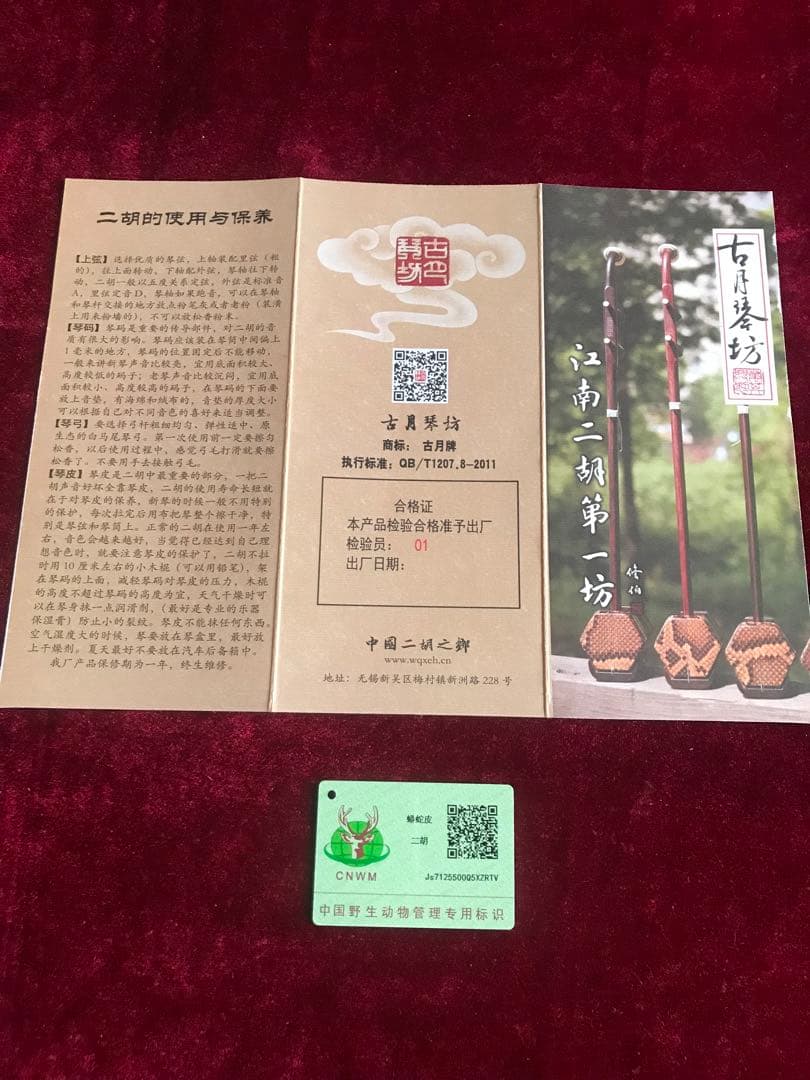 二胡的使用与保养
【上弦】选择优质的琴弦，上轴装配里弦（粗
的），往上面转动，下轴配外弦，琴轴往下转
动，二胡一般以五度关系定弦，外弦是标准音
A，里弦定音D，琴轴如果跑音，可以在琴轴
和琴杆交接的地方放点粉笔灰或者老粉（装潢
上用来粉墙的），不可以放松香粉末。
【琴码】琴码是重要的传导部件，对二胡的音
质有很大的影响。琴码应该装在琴筒中间偏上
1毫米的地方，琴码的位置固定后不能移动，
一般来讲新琴声音比较亮，宜用底面积较大、
高度较低的码子；老琴声音比较沉闷，宜用底
面积较小、高度较高的码子，在琴码的下面要
放上音垫，有海绵和绒布的，音垫的厚度大小
可以根据自己对不同音色的喜好来适当调整。
【琴弓】要选择弓杆粗细均匀、弹性适中、原
生态的白马尾琴弓。第一次使用前一定要擦匀
松香，以后使用过程中，感觉弓毛打滑就要擦
松香了。不要用手去接触弓毛。
【琴皮】琴皮是二胡中最重要的部分，一把二
胡声音好坏全靠琴皮，二胡的使用寿命长短就
在于对琴皮的保养，新琴的时候一般不用特别
的保护，每次拉完后用布把琴整个擦干净，特
别是琴弦和琴筒上。正常的二胡在使用一年左
右，音色会越来越好，当觉得已经达到自己理
想音色时，就要注意琴皮的保护了，二胡不拉
时用10厘米左右的小木棍（可以用铅笔），架
在琴码的上面，减轻琴码对琴皮的压力，木棍
的高度不超过琴码的高度为宜，天气干燥时可
以在琴身抹一点润滑剂，（最好是专业的乐器
保湿膏）防止小的裂纹。琴皮不能抹任何东西。
空气湿度大的时候，琴要放在琴盒里，最好放
上干燥剂。夏天最好不要放在汽车后备箱中。
我厂产品保修期为一年，终生维修。
古月琴坊
古月琴坊
商标：古月牌
执行标准：QB/T1207.8-2011
合格证
本产品检验合格准予出厂
检验员：01
出厂日期：
中国二胡之乡
www.wqxeh.cn
地址：无锡新吴区梅村镇新洲路228号
古月琴坊
江南二胡第一坊
蟒蛇皮
二胡
CNWM
Js7125500Q5XZRTV
中国野生动物管理专用标识